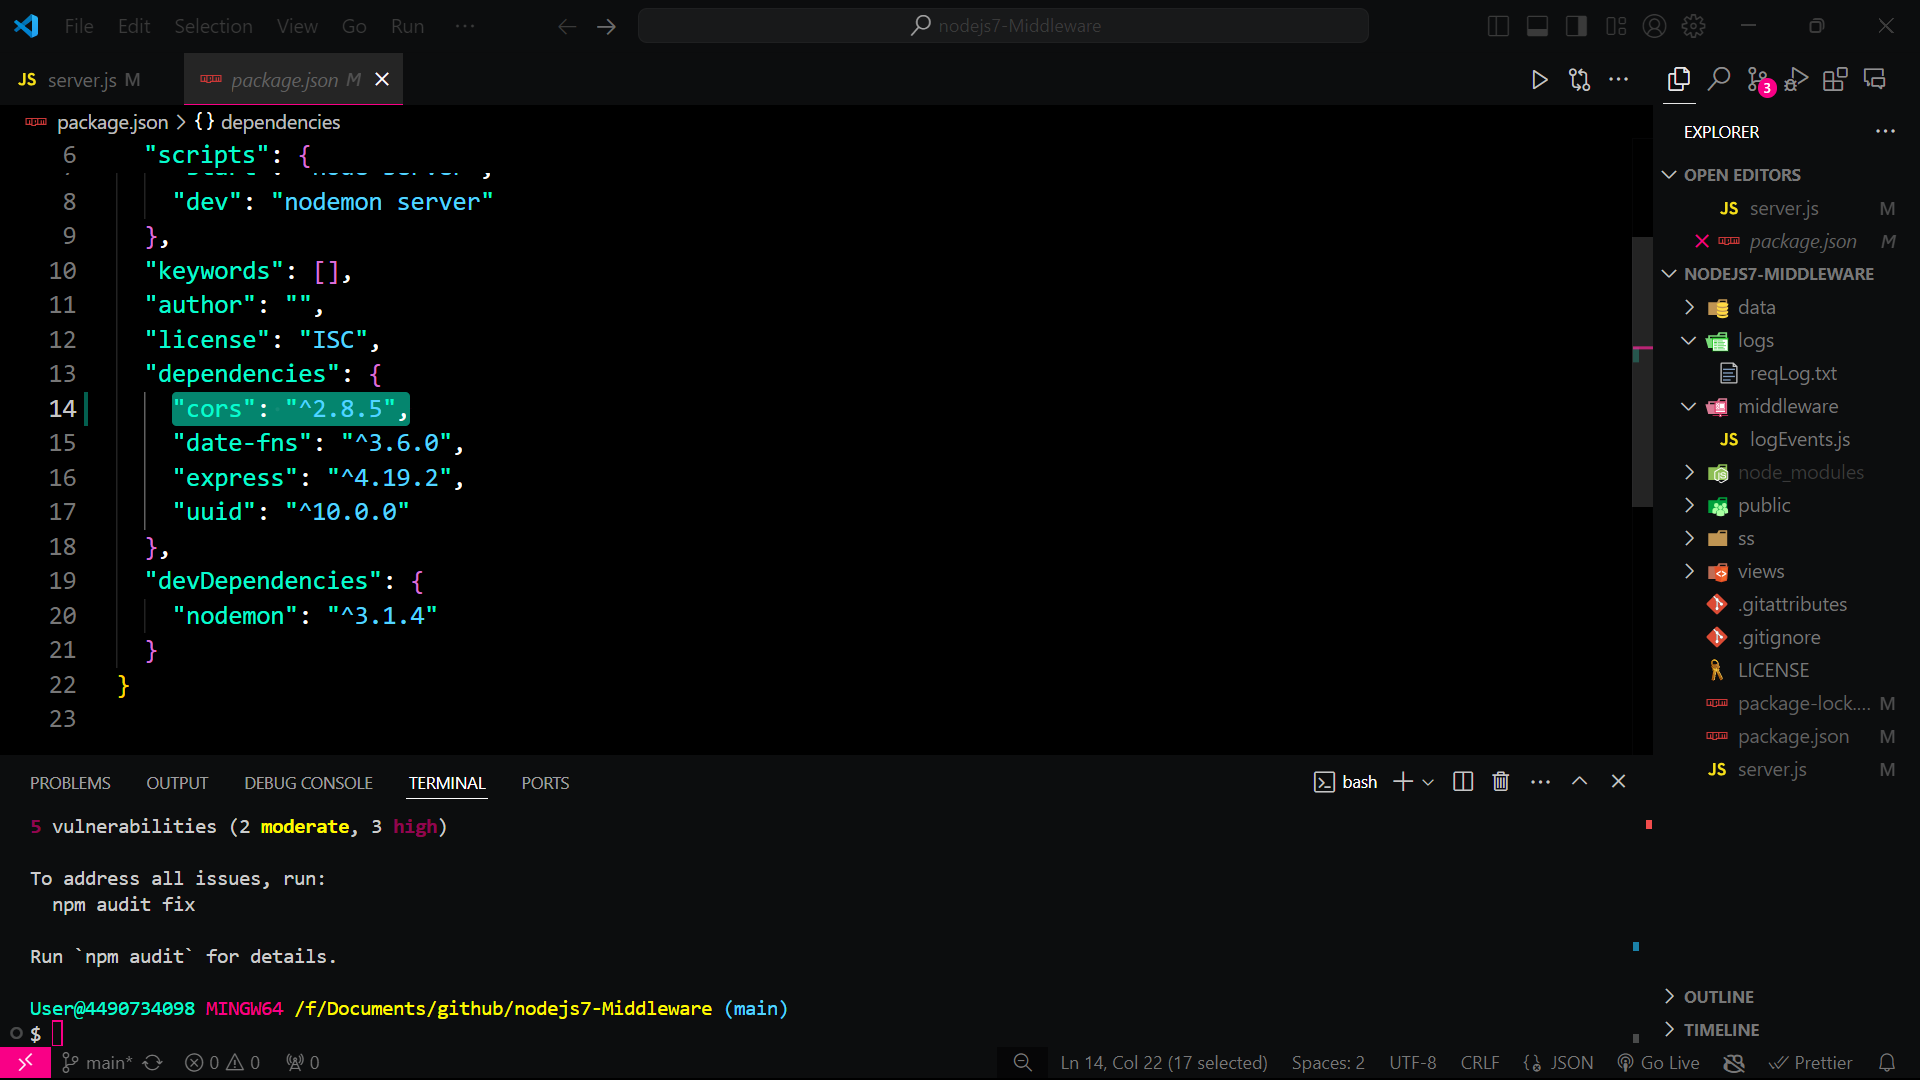 File Edit Selection View Go Run ...
nodejs7-Middleware
JS server.js M
package.json M
package.json > {} dependencies
6 "scripts": {
8 "dev": "nodemon server"
9 },
10 "keywords": [],
11 "author": "",
12 "license": "ISC",
13 "dependencies": {
14 "cors": "^2.8.5",
15 "date-fns": "^3.6.0",
16 "express": "^4.19.2",
17 "uuid": "^10.0.0"
18 },
19 "devDependencies": {
20 "nodemon": "^3.1.4"
21 }
22 }
23
PROBLEMS OUTPUT DEBUG CONSOLE TERMINAL PORTS
bash
5 vulnerabilities (2 moderate, 3 high)
To address all issues, run:
npm audit fix
Run `npm audit` for details.
User@4490734098 MINGW64 /f/Documents/github/nodejs7-Middleware (main)
$
3
EXPLORER
OPEN EDITORS
JS server.js M
package.json M
NODEJS7-MIDDLEWARE
data
logs
reqLog.txt
middleware
JS logEvents.js
node_modules
public
ss
views
.gitattributes
.gitignore
LICENSE
package-lock.... M
package.json M
JS server.js M
OUTLINE
TIMELINE
main* 0 0 0
Ln 14, Col 22 (17 selected) Spaces: 2 UTF-8 CRLF {} JSON Go Live Prettier